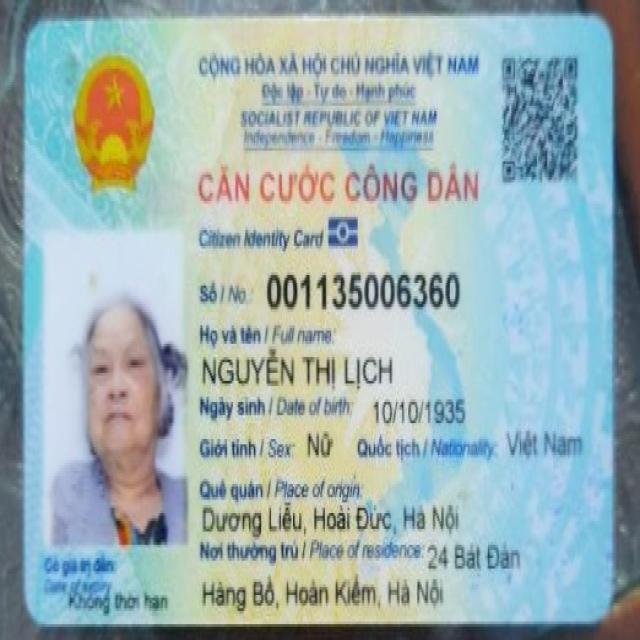 CỘNG HÒA XÃ HỘI CHỦ NGHĨA VIỆT NAM
Độc lập - Tự do - Hạnh phúc
SOCIALIST REPUBLIC OF VIET NAM
Independence - Freedom - Happiness
CĂN CƯỚC CÔNG DÂN
Citizen Identity Card
Số / No.: 001135006360
Họ và tên / Full name:
NGUYỄN THỊ LỊCH
Ngày sinh / Date of birth: 10/10/1935
Giới tính / Sex: Nữ Quốc tịch / Nationality: Việt Nam
Quê quán / Place of origin:
Dương Liễu, Hoài Đức, Hà Nội
Nơi thường trú / Place of residence: 24 Bát Đàn
Hàng Bồ, Hoàn Kiếm, Hà Nội
Có giá trị đến:
Date of expiry
Không thời hạn